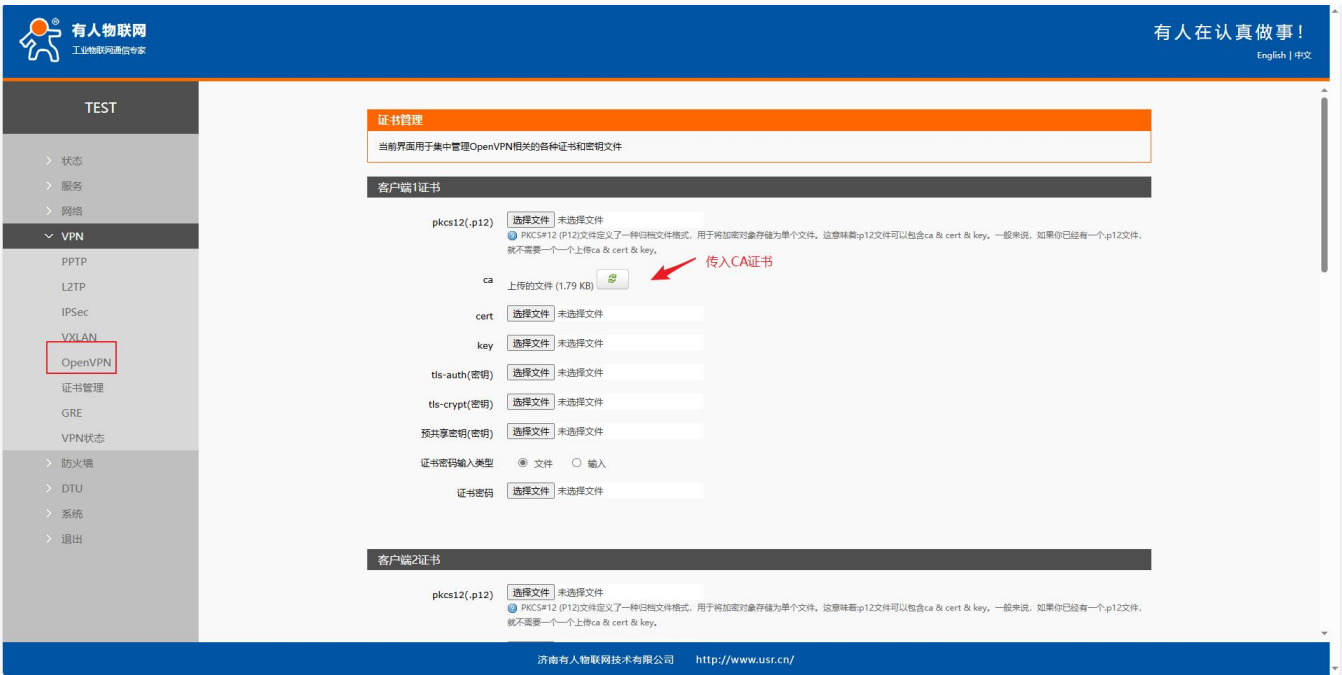 有人物联网
工业物联网通信专家
有人在认真做事！
English | 中文
TEST
状态
服务
网络
VPN
PPTP
L2TP
IPSec
VXLAN
OpenVPN
证书管理
GRE
VPN状态
防火墙
DTU
系统
退出
证书管理
当前界面用于集中管理OpenVPN相关的各种证书和密钥文件
客户端1证书
pkcs12(.p12) 选择文件 未选择文件
PKCS#12 (P12)文件定义了一种归档文件格式，用于将加密对象存储为单个文件。这意味着:p12文件可以包含ca & cert & key。一般来说，如果你已经有一个.p12文件，
就不需要一个一个上传ca & cert & key。
传入CA证书
ca 上传的文件 (1.79 KB)
cert 选择文件 未选择文件
key 选择文件 未选择文件
tls-auth(密钥) 选择文件 未选择文件
tls-crypt(密钥) 选择文件 未选择文件
预共享密钥(密钥) 选择文件 未选择文件
证书密码输入类型 文件 输入
证书密码 选择文件 未选择文件
客户端2证书
pkcs12(.p12) 选择文件 未选择文件
PKCS#12 (P12)文件定义了一种归档文件格式，用于将加密对象存储为单个文件。这意味着:p12文件可以包含ca & cert & key。一般来说，如果你已经有一个.p12文件，
就不需要一个一个上传ca & cert & key。
济南有人物联网技术有限公司 http://www.usr.cn/